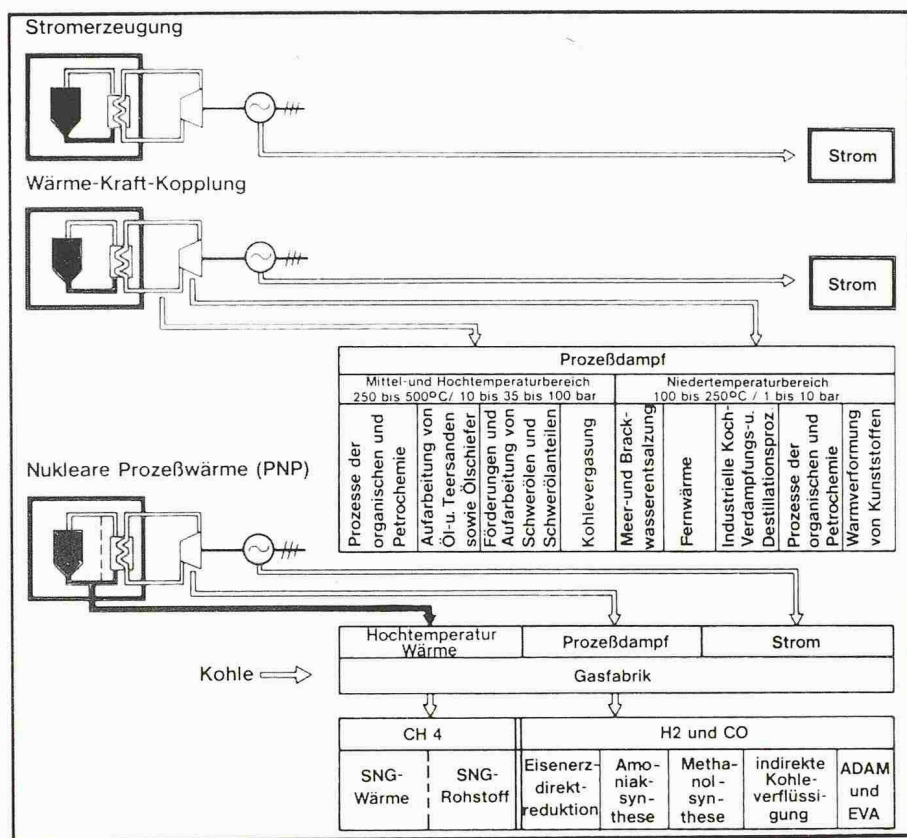 Stromerzeugung
Strom
Wärme-Kraft-Kopplung
Strom
Prozeßdampf
Mittel-und Hochtemperaturbereich
250 bis 500°C/ 10 bis 35 bis 100 bar
Niedertemperaturbereich
100 bis 250°C / 1 bis 10 bar
Prozesse der
organischen und
Petrochemie
Aufarbeitung von
Öl-u. Teersanden
sowie Ölschiefer
Förderungen und
Aufarbeitung von
Schwerölen und
Schwerölanteilen
Kohlevergasung
Meer-und Brack-
wasserentsalzung
Fernwärme
Industrielle Koch-
Verdampfungs-u.
Destillationsproz.
Prozesse der
organischen und
Petrochemie
Warmverformung
von Kunststoffen
Nukleare Prozeßwärme (PNP)
Hochtemperatur
Wärme
Prozeßdampf
Strom
Kohle
Gasfabrik
CH 4
H2 und CO
SNG-
Wärme
SNG-
Rohstoff
Eisenerz-
direkt-
reduktion
Amo-
niak-
syn-
these
Metha-
nol-
syn-
these
indirekte
Kohle-
verflüssi-
gung
ADAM
und
EVA